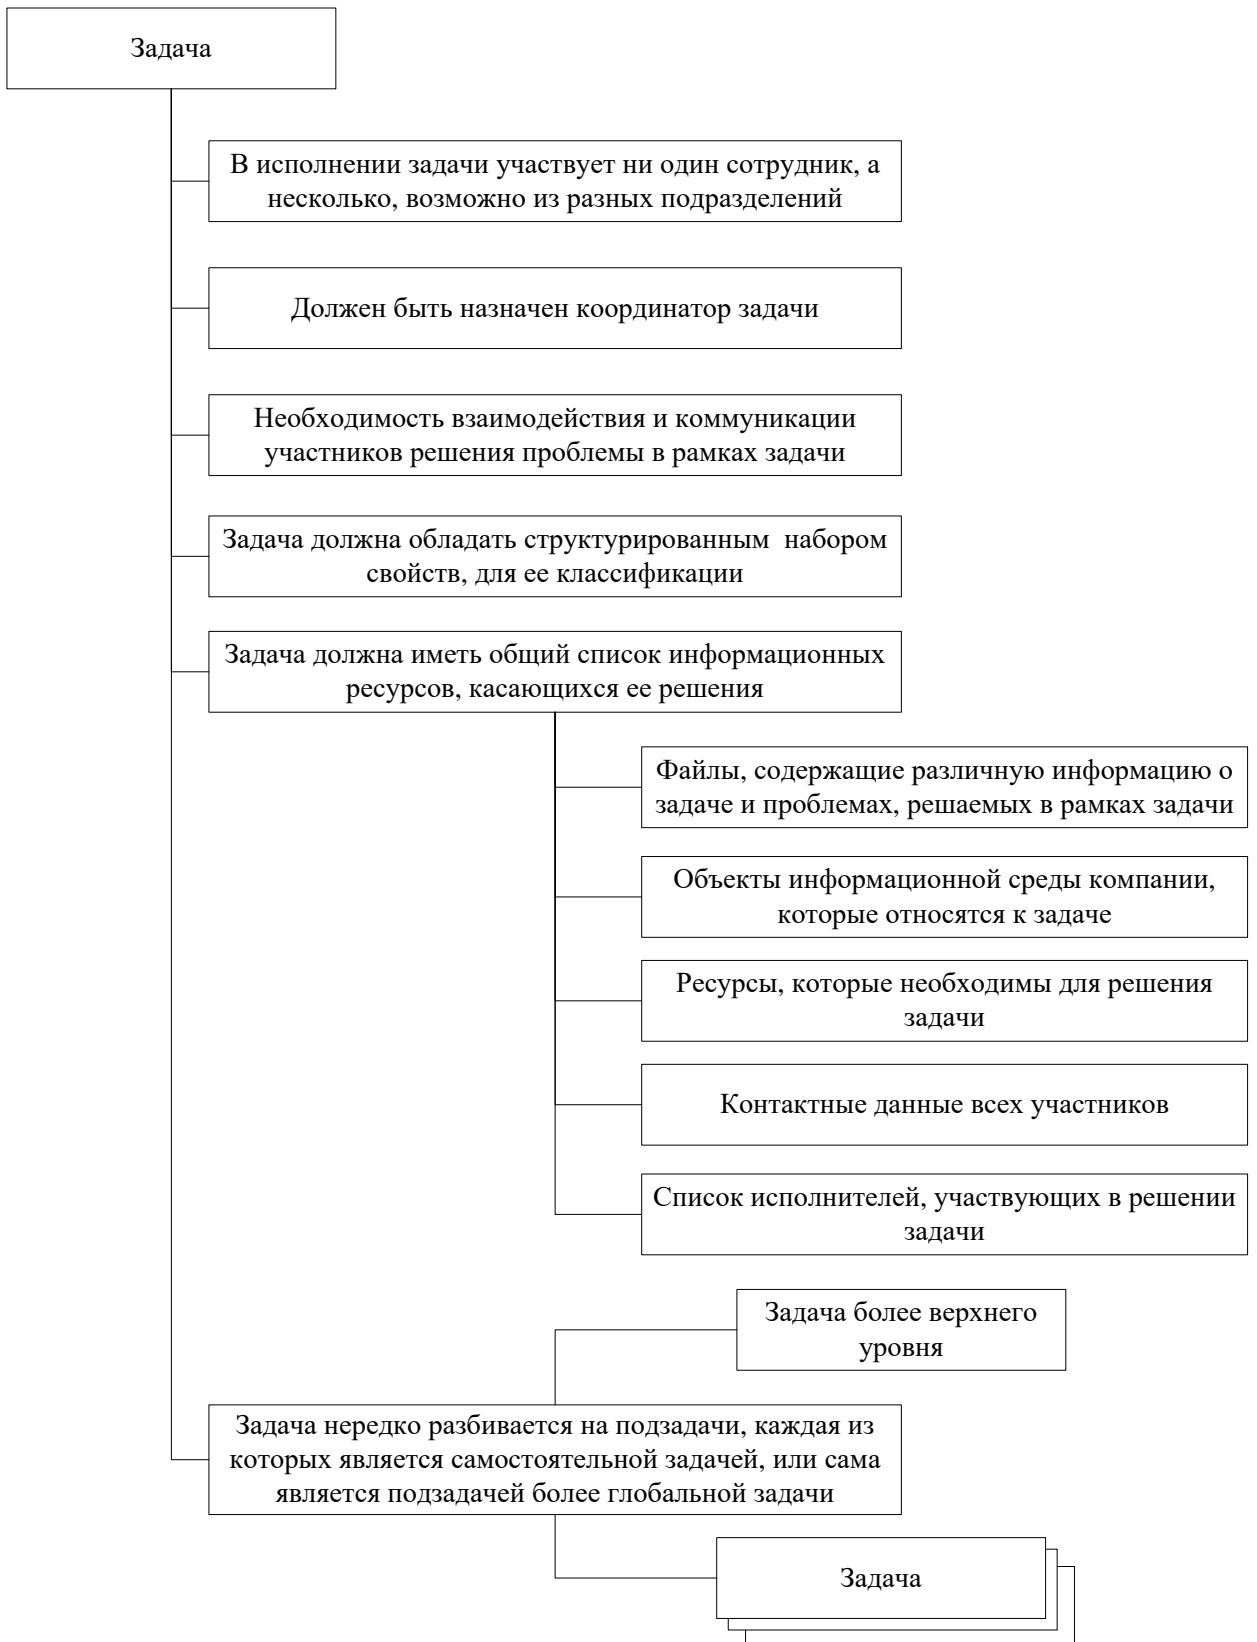 Задача
В исполнении задачи участвует ни один сотрудник, а
несколько, возможно из разных подразделений
Должен быть назначен координатор задачи
Необходимость взаимодействия и коммуникации
участников решения проблемы в рамках задачи
Задача должна обладать структурированным  набором
свойств, для ее классификации
Задача должна иметь общий список информационных
ресурсов, касающихся ее решения
Файлы, содержащие различную информацию о
задаче и проблемах, решаемых в рамках задачи
Объекты информационной среды компании,
которые относятся к задаче
Ресурсы, которые необходимы для решения
задачи
Контактные данные всех участников
Список исполнителей, участвующих в решении
задачи
Задача более верхнего
уровня
Задача нередко разбивается на подзадачи, каждая из
которых является самостоятельной задачей, или сама
является подзадачей более глобальной задачи
Задача